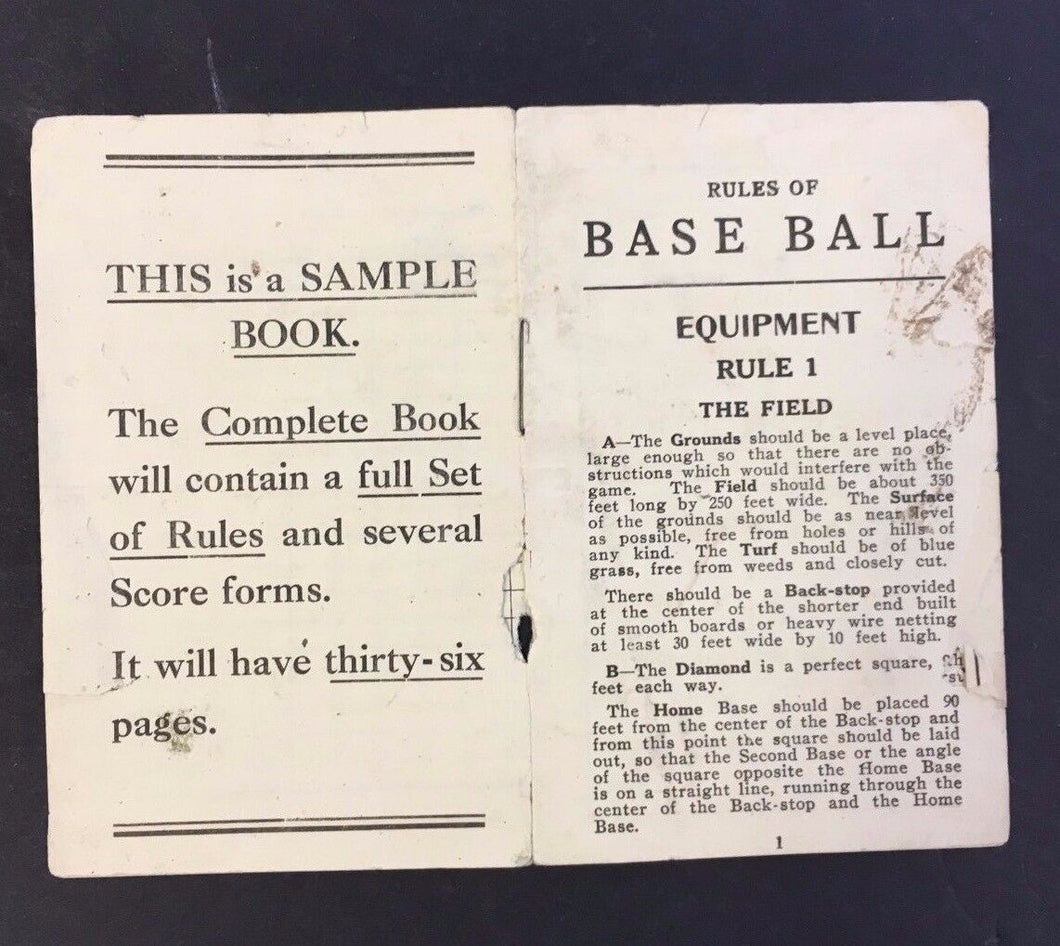 THIS is a SAMPLE
BOOK.
The Complete Book
will contain a full Set
of Rules and several
Score forms.
It will have thirty-six
pages.
RULES OF
BASE BALL
EQUIPMENT
RULE 1
THE FIELD
A—The Grounds should be a level place,
large enough so that there are no ob-
structions which would interfere with the
game. The Field should be about 350
feet long by 250 feet wide. The Surface
of the grounds should be as near level
as possible, free from holes or hills of
any kind. The Turf should be of blue
grass, free from weeds and closely cut.
There should be a Back-stop provided
at the center of the shorter end built
of smooth boards or heavy wire netting
at least 30 feet wide by 10 feet high.
B—The Diamond is a perfect square,
feet each way.
The Home Base should be placed 90
feet from the center of the Back-stop and
from this point the square should be laid
out, so that the Second Base or the angle
of the square opposite the Home Base
is on a straight line, running through the
center of the Back-stop and the Home
Base.
1